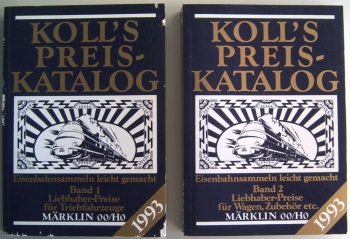 KOLL'S
PREIS-
KATALOG
Eisenbahnsammeln leicht gemacht
Band 1
Liebhaber-Preise
für Triebfahrzeuge
MÄRKLIN 00/H0
1993
KOLL'S
PREIS-
KATALOG
Eisenbahnsammeln leicht gemacht
Band 2
Liebhaber-Preise
für Wagen, Zubehör etc.
MÄRKLIN 00/H0
1993